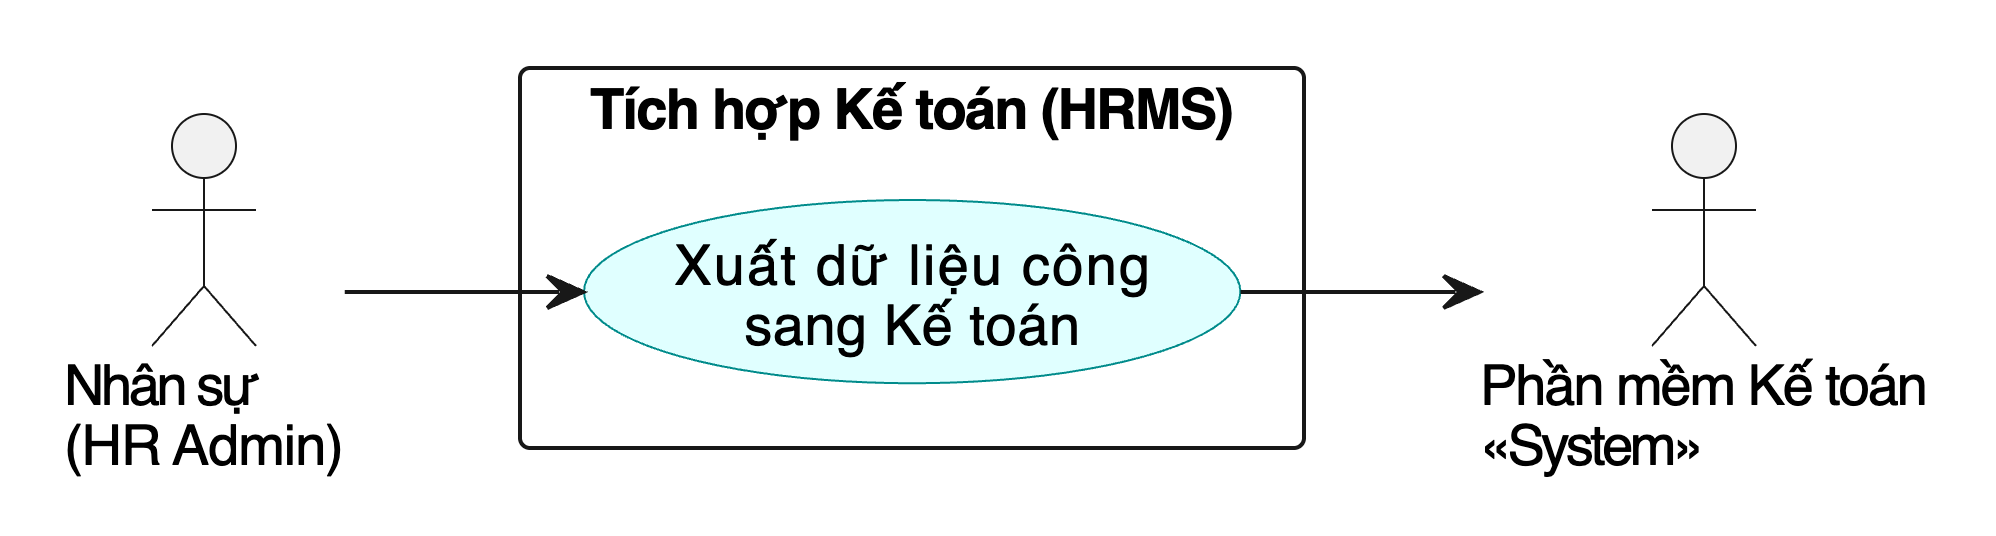 Tích hợp Kế toán (HRMS)
Xuất dữ liệu công
sang Kế toán
Nhân sự
(HR Admin)
Phần mềm Kế toán
«System»